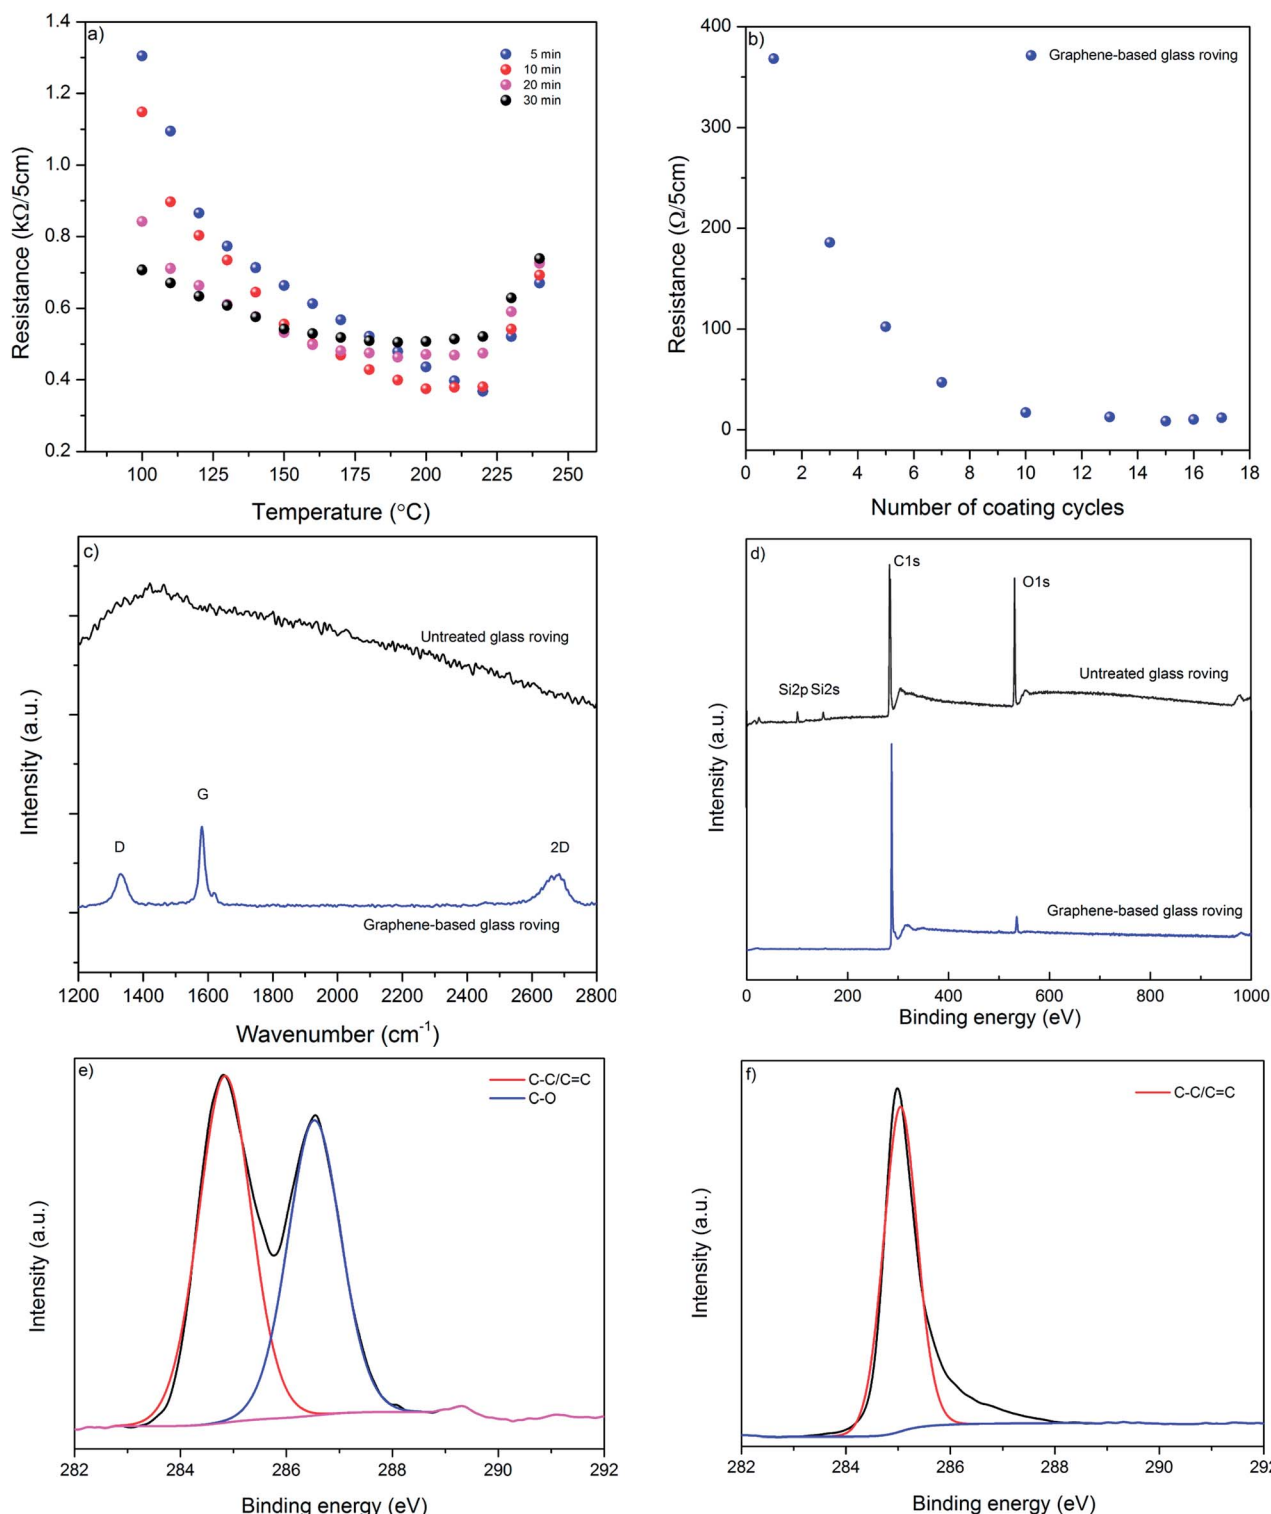 a)
5 min
10 min
20 min
30 min
1.4
1.2
1.0
0.8
0.6
0.4
0.2
Resistance (kΩ/5cm)
100 125 150 175 200 225 250
Temperature (°C)
b)
Graphene-based glass roving
400
300
200
100
0
Resistance (Ω/5cm)
0 2 4 6 8 10 12 14 16 18
Number of coating cycles
c)
Untreated glass roving
D
G
2D
Graphene-based glass roving
Intensity (a.u.)
1200 1400 1600 1800 2000 2200 2400 2600 2800
Wavenumber (cm-1)
d)
C1s
O1s
Si2p Si2s
Untreated glass roving
Graphene-based glass roving
Intensity (a.u.)
0 200 400 600 800 1000
Binding energy (eV)
e)
C-C/C=C
C-O
Intensity (a.u.)
282 284 286 288 290 292
Binding energy (eV)
f)
C-C/C=C
Intensity (a.u.)
282 284 286 288 290 292
Binding energy (eV)